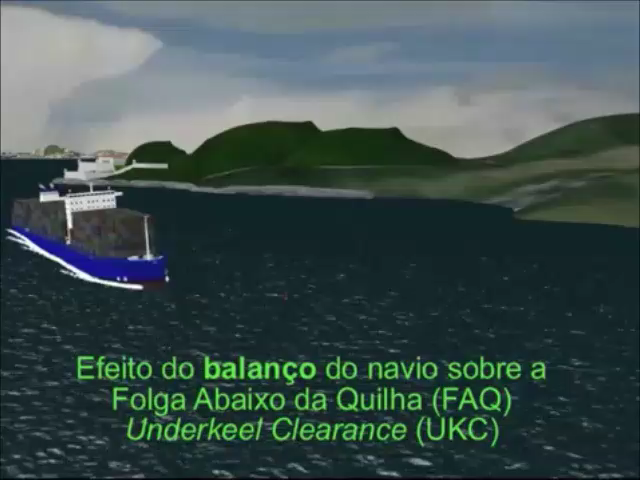 Efeito do balanço do navio sobre a
Folga Abaixo da Quilha (FAQ)
Underkeel Clearance (UKC)